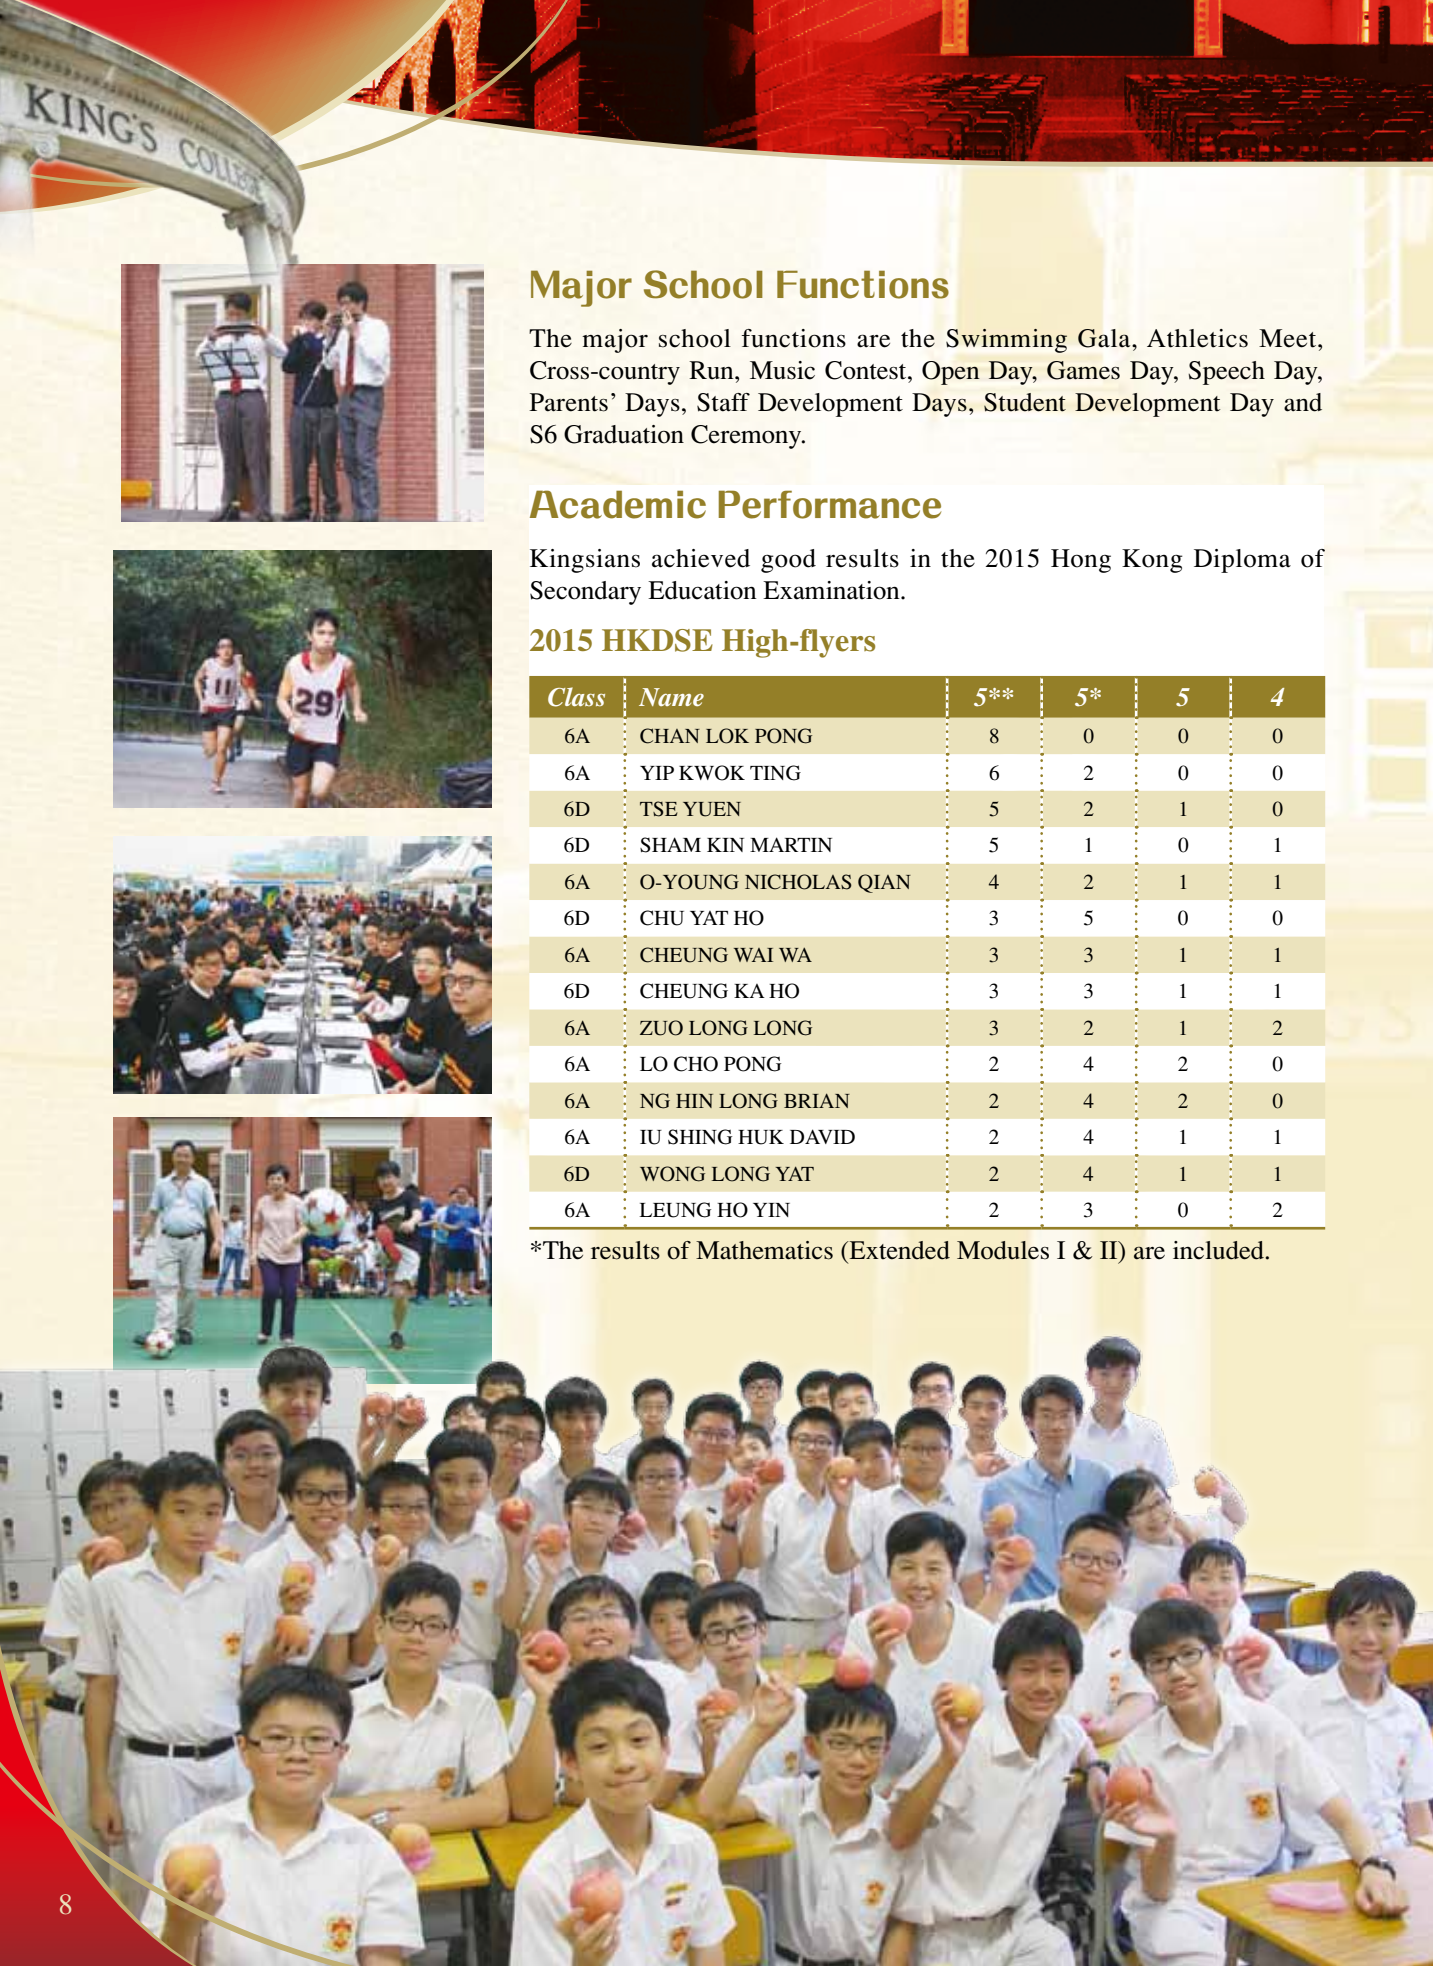 KING'S COLLEGE
Major School Functions
The major school functions are the Swimming Gala, Athletics Meet,
Cross-country Run, Music Contest, Open Day, Games Day, Speech Day,
Parents' Days, Staff Development Days, Student Development Day and
S6 Graduation Ceremony.
Academic Performance
Kingsians achieved good results in the 2015 Hong Kong Diploma of
Secondary Education Examination.
2015 HKDSE High-flyers
Class Name 5** 5* 5 4
6A CHAN LOK PONG 8 0 0 0
6A YIP KWOK TING 6 2 0 0
6D TSE YUEN 5 2 1 0
6D SHAM KIN MARTIN 5 1 0 1
6A O-YOUNG NICHOLAS QIAN 4 2 1 1
6D CHU YAT HO 3 5 0 0
6A CHEUNG WAI WA 3 3 1 1
6D CHEUNG KA HO 3 3 1 1
6A ZUO LONG LONG 3 2 1 2
6A LO CHO PONG 2 4 2 0
6A NG HIN LONG BRIAN 2 4 2 0
6A IU SHING HUK DAVID 2 4 1 1
6D WONG LONG YAT 2 4 1 1
6A LEUNG HO YIN 2 3 0 2
*The results of Mathematics (Extended Modules I & II) are included.
11
29
8